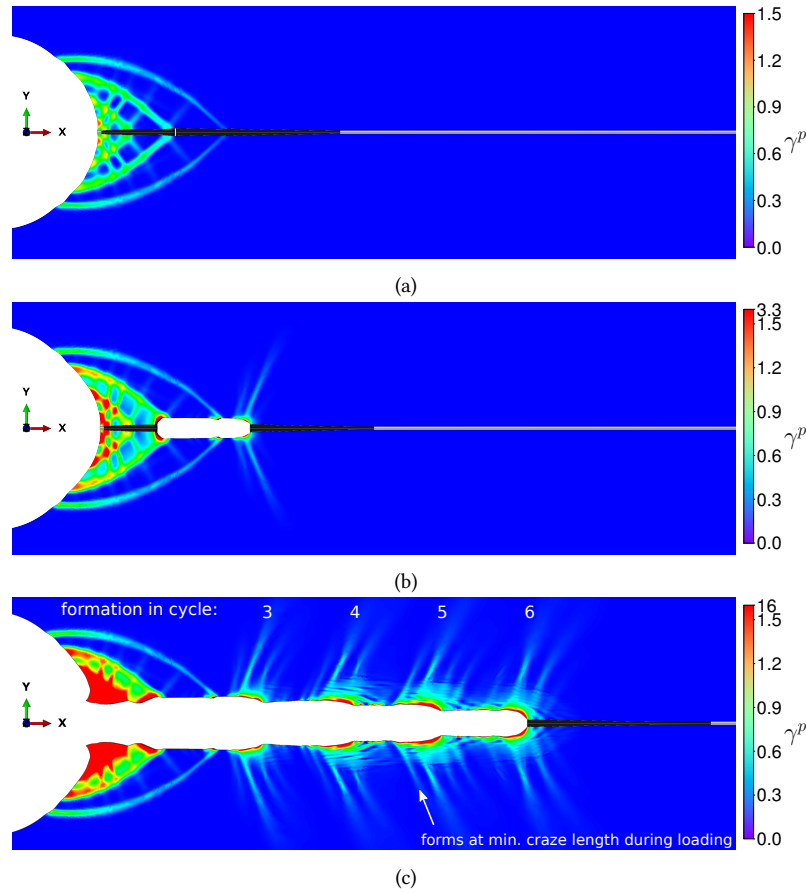 1.5
1.2
0.9
0.6
0.3
0.0
γ^p
Y
X
(a)
3.3
1.5
1.2
0.9
0.6
0.3
0.0
γ^p
Y
X
(b)
formation in cycle: 3 4 5 6
16
1.5
1.2
0.9
0.6
0.3
0.0
γ^p
Y
X
forms at min. craze length during loading
(c)